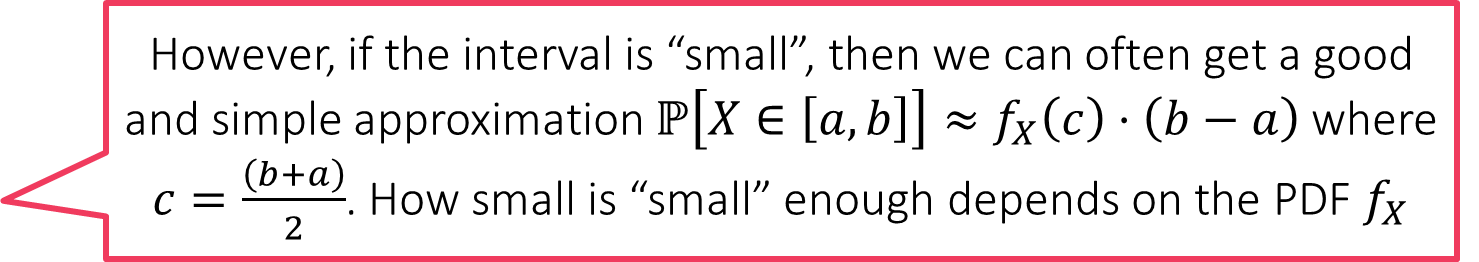 However, if the interval is “small”, then we can often get a good
and simple approximation ℙ[X ∈ [a, b]] ≈ f_X(c) · (b − a) where
c = (b+a)/2. How small is “small” enough depends on the PDF f_X